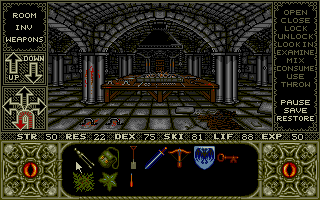 ROOM
INV
WEAPONS
UP
DOWN
OPEN
CLOSE
LOCK
UNLOCK
LOOK IN
EXAMINE
MIX
CONSUME
USE
THROW
PAUSE
SAVE
RESTORE
STR 50 RES 22 DEX 75 SKI 81 LIF 88 EXP 50